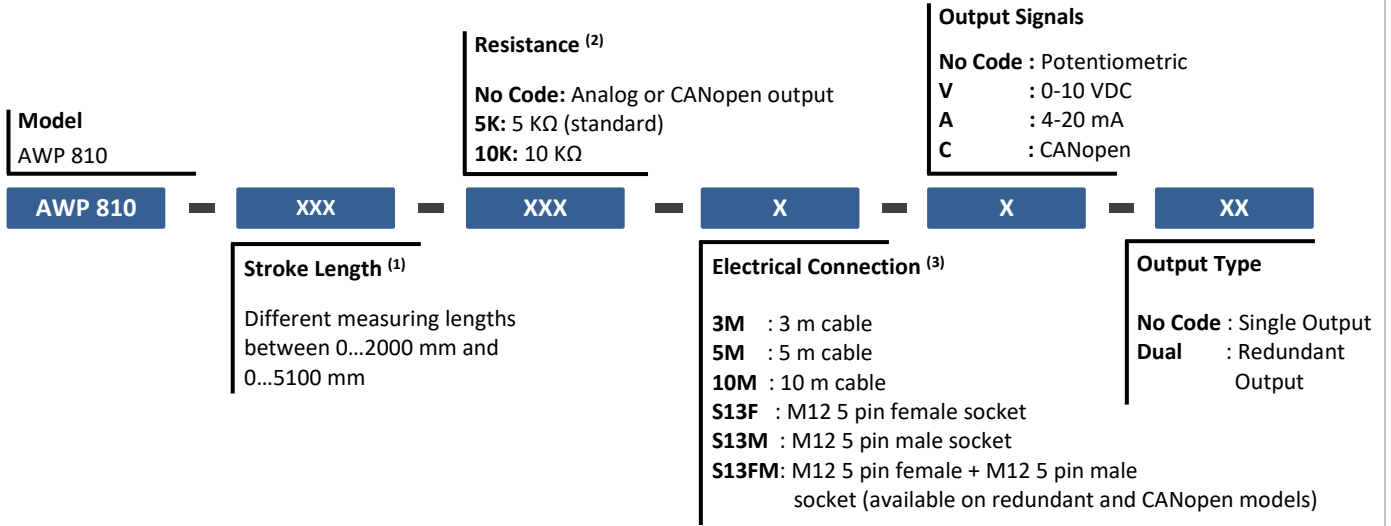 Model
AWP 810
Resistance (2)
No Code: Analog or CANopen output
5K: 5 KΩ (standard)
10K: 10 KΩ
Output Signals
No Code : Potentiometric
V : 0-10 VDC
A : 4-20 mA
C : CANopen
AWP 810 - XXX - XXX - X - X - XX
Stroke Length (1)
Different measuring lengths
between 0...2000 mm and
0...5100 mm
Electrical Connection (3)
3M : 3 m cable
5M : 5 m cable
10M : 10 m cable
S13F : M12 5 pin female socket
S13M : M12 5 pin male socket
S13FM: M12 5 pin female + M12 5 pin male
socket (available on redundant and CANopen models)
Output Type
No Code : Single Output
Dual : Redundant
Output